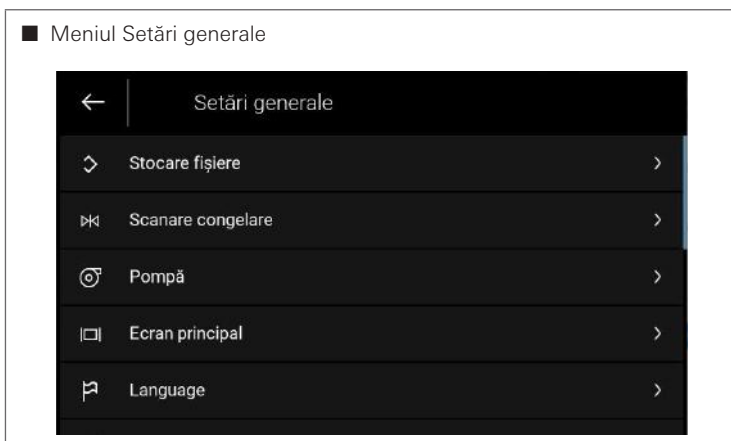 ■ Meniul Setări generale
Setări generale
Stocare fișiere
Scanare congelare
Pompă
Ecran principal
Language